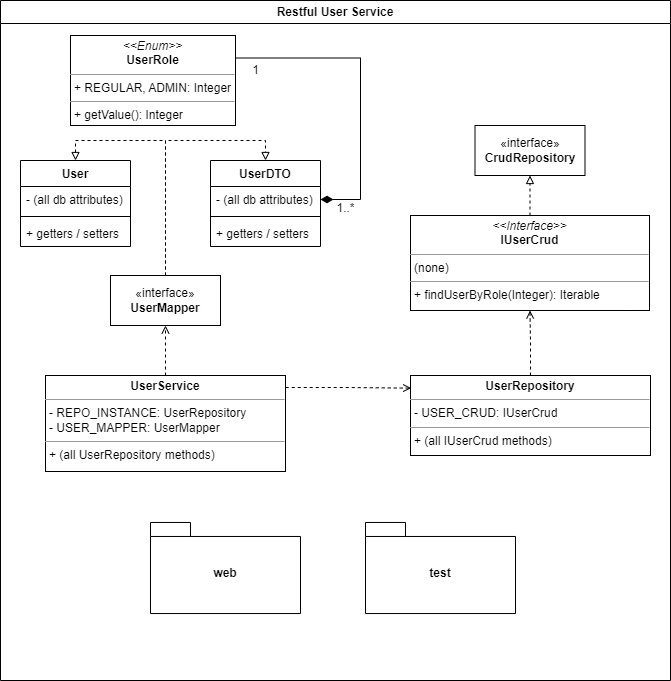 Restful User Service
<<Enum>>
UserRole
+ REGULAR, ADMIN: Integer
+ getValue(): Integer
1
1..*
User
- (all db attributes)
+ getters / setters
UserDTO
- (all db attributes)
+ getters / setters
«interface»
CrudRepository
<<Interface>>
IUserCrud
(none)
+ findUserByRole(Integer): Iterable
«interface»
UserMapper
UserService
- REPO_INSTANCE: UserRepository
- USER_MAPPER: UserMapper
+ (all UserRepository methods)
UserRepository
- USER_CRUD: IUserCrud
+ (all IUserCrud methods)
web
test